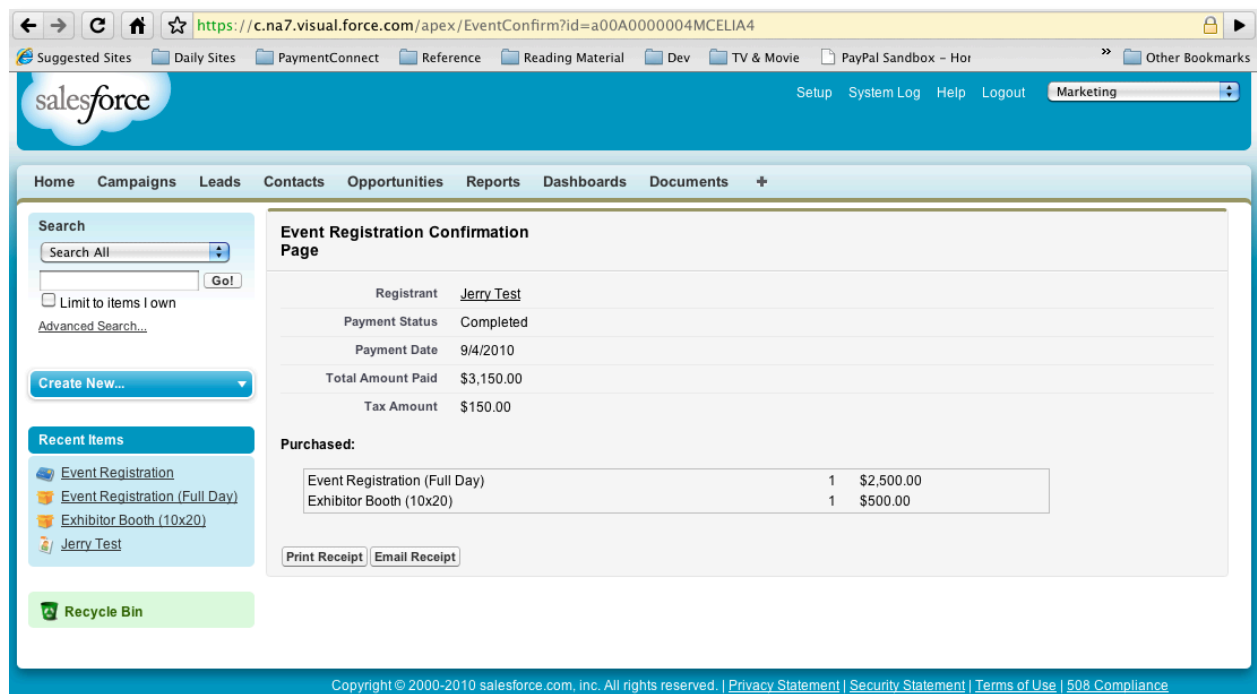 https://c.na7.visual.force.com/apex/EventConfirm?id=a00A0000004MCELIA4
Suggested Sites Daily Sites PaymentConnect Reference Reading Material Dev TV & Movie PayPal Sandbox – Hor » Other Bookmarks
salesforce
Setup System Log Help Logout Marketing
Home Campaigns Leads Contacts Opportunities Reports Dashboards Documents +
Search
Search All
Go!
Limit to items I own
Advanced Search...
Create New...
Recent Items
Event Registration
Event Registration (Full Day)
Exhibitor Booth (10x20)
Jerry Test
Recycle Bin
Event Registration Confirmation
Page
Registrant Jerry Test
Payment Status Completed
Payment Date 9/4/2010
Total Amount Paid $3,150.00
Tax Amount $150.00
Purchased:
Event Registration (Full Day) 1 $2,500.00
Exhibitor Booth (10x20) 1 $500.00
Print Receipt Email Receipt
Copyright © 2000-2010 salesforce.com, inc. All rights reserved. | Privacy Statement | Security Statement | Terms of Use | 508 Compliance